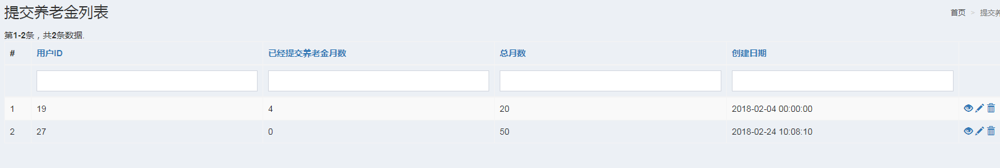 提交养老金列表
首页 > 提交养
第1-2条，共2条数据.
# 用户ID 已经提交养老金月数 总月数 创建日期
1 19 4 20 2018-02-04 00:00:00
2 27 0 50 2018-02-24 10:08:10